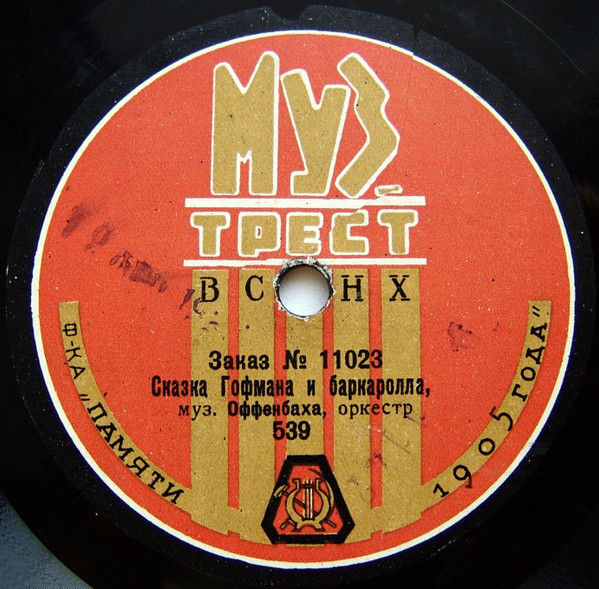 МУЗ
ТРЕСТ
ВСНХ
Заказ № 11023
Сказка Гофмана и баркаролла,
муз. Оффенбаха, оркестр
539
Ф-КА „ПАМЯТИ
1905 ГОДА"